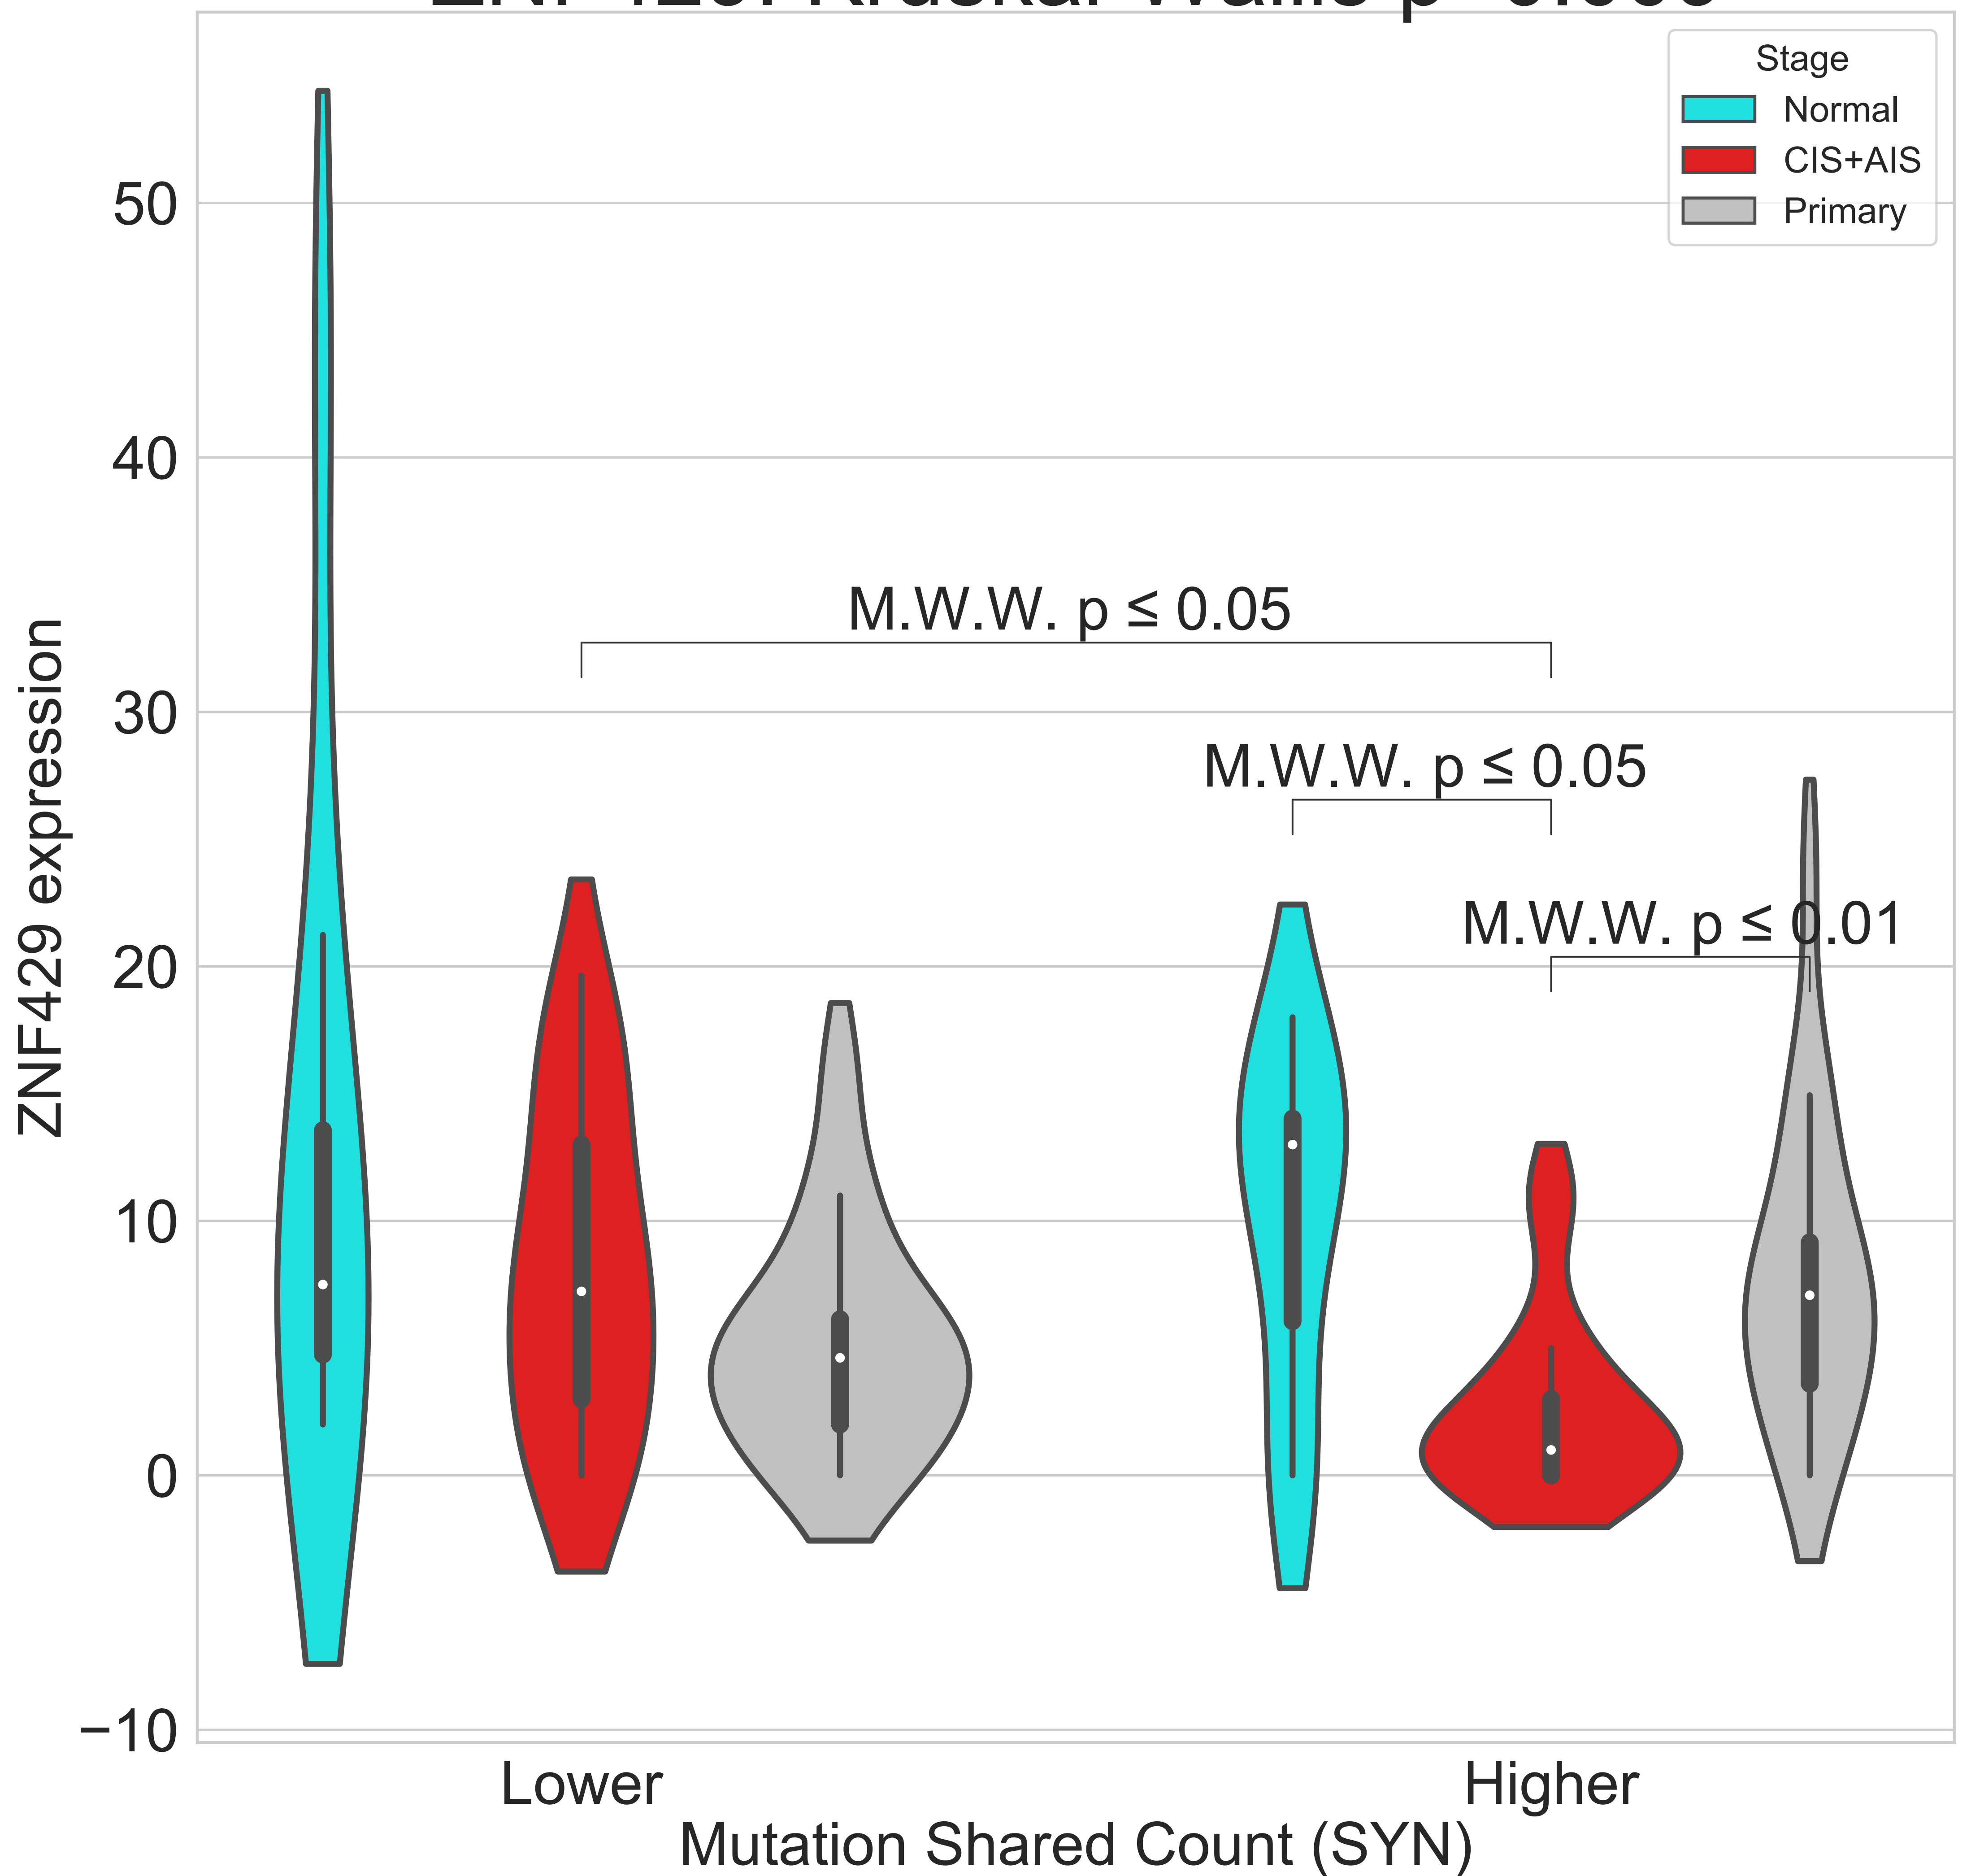 Stage
Normal
CIS+AIS
Primary
50
40
30
20
10
0
−10
ZNF429 expression
M.W.W. p ≤ 0.05
M.W.W. p ≤ 0.05
M.W.W. p ≤ 0.01
Lower
Higher
Mutation Shared Count (SYN)